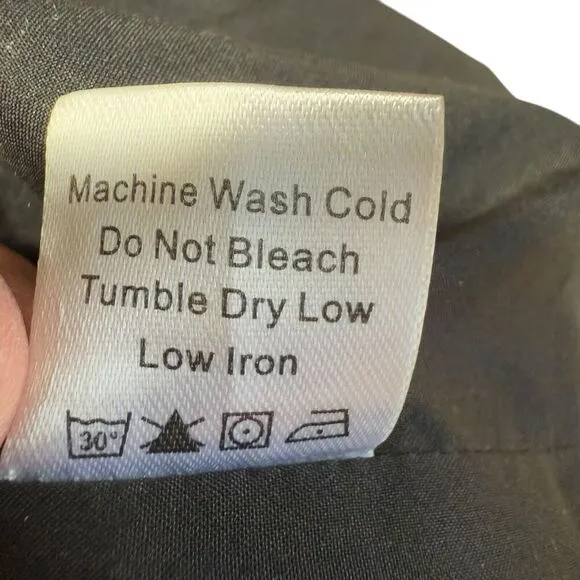 Machine Wash Cold
Do Not Bleach
Tumble Dry Low
Low Iron
30°